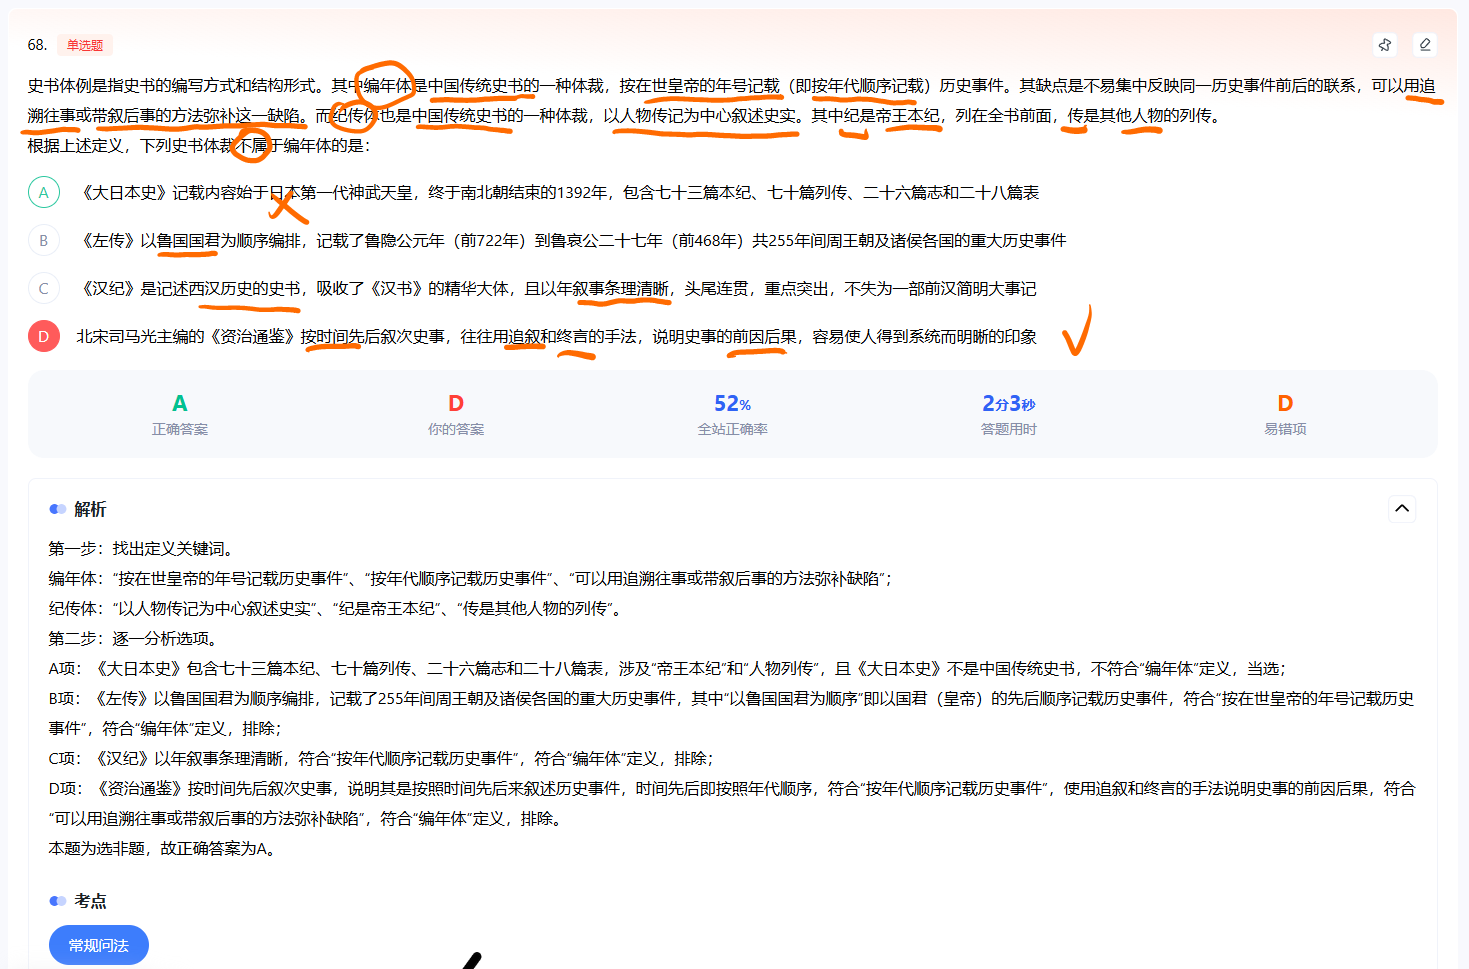 68. 单选题
史书体例是指史书的编写方式和结构形式。其中编年体是中国传统史书的一种体裁，按在世皇帝的年号记载（即按年代顺序记载）历史事件。其缺点是不易集中反映同一历史事件前后的联系，可以用追
溯往事或带叙后事的方法弥补这一缺陷。而纪传体也是中国传统史书的一种体裁，以人物传记为中心叙述史实。其中纪是帝王本纪，列在全书前面，传是其他人物的列传。
根据上述定义，下列史书体裁不属于编年体的是：
A 《大日本史》记载内容始于日本第一代神武天皇，终于南北朝结束的1392年，包含七十三篇本纪、七十篇列传、二十六篇志和二十八篇表
B 《左传》以鲁国国君为顺序编排，记载了鲁隐公元年（前722年）到鲁哀公二十七年（前468年）共255年间周王朝及诸侯各国的重大历史事件
C 《汉纪》是记述西汉历史的史书，吸收了《汉书》的精华大体，且以年叙事条理清晰，头尾连贯，重点突出，不失为一部前汉简明大事记
D 北宋司马光主编的《资治通鉴》按时间先后叙次史事，往往用追叙和终言的手法，说明史事的前因后果，容易使人得到系统而明晰的印象
A D 52% 2分3秒 D
正确答案 你的答案 全站正确率 答题用时 易错项
解析
第一步：找出定义关键词。
编年体：“按在世皇帝的年号记载历史事件”、“按年代顺序记载历史事件”、“可以用追溯往事或带叙后事的方法弥补缺陷”；
纪传体：“以人物传记为中心叙述史实”、“纪是帝王本纪”、“传是其他人物的列传”。
第二步：逐一分析选项。
A项：《大日本史》包含七十三篇本纪、七十篇列传、二十六篇志和二十八篇表，涉及“帝王本纪”和“人物列传”，且《大日本史》不是中国传统史书，不符合“编年体”定义，当选；
B项：《左传》以鲁国国君为顺序编排，记载了255年间周王朝及诸侯各国的重大历史事件，其中“以鲁国国君为顺序”即以国君（皇帝）的先后顺序记载历史事件，符合“按在世皇帝的年号记载历史
事件”，符合“编年体”定义，排除；
C项：《汉纪》以年叙事条理清晰，符合“按年代顺序记载历史事件”，符合“编年体”定义，排除；
D项：《资治通鉴》按时间先后叙次史事，说明其是按照时间先后来叙述历史事件，时间先后即按照年代顺序，符合“按年代顺序记载历史事件”，使用追叙和终言的手法说明史事的前因后果，符合
“可以用追溯往事或带叙后事的方法弥补缺陷”，符合“编年体”定义，排除。
本题为选非题，故正确答案为A。
考点
常规问法